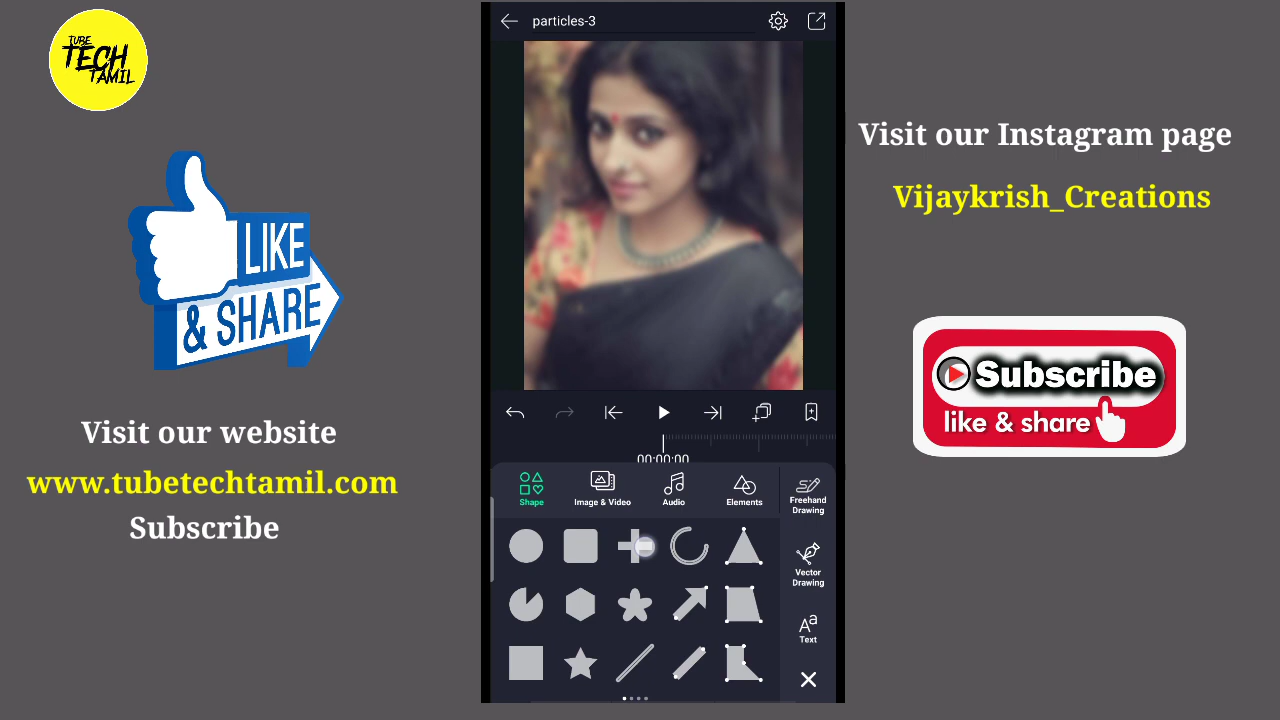 TUBE
TECH
TAMIL
LIKE
& SHARE
Visit our website
www.tubetechtamil.com
Subscribe
particles-3
00:00:00
Shape
Image & Video
Audio
Elements
Freehand
Drawing
Vector
Drawing
Aa
Text
Visit our Instagram page
Vijaykrish_Creations
Subscribe
like & share